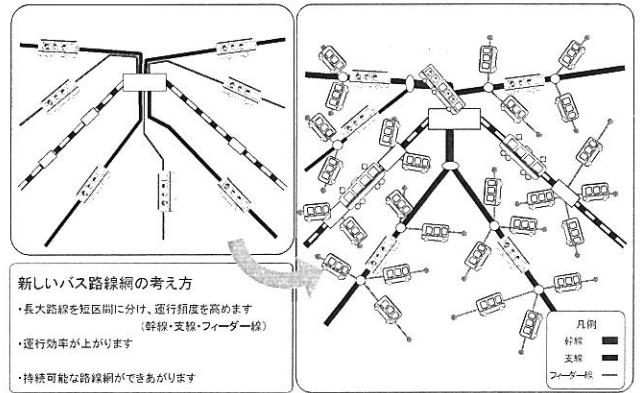 新しいバス路線網の考え方
・長大路線を短区間に分け、運行頻度を高めます
（幹線・支線・フィーダー線）
・運行効率が上がります
・持続可能な路線網ができあがります
凡例
幹線
支線
フィーダー線